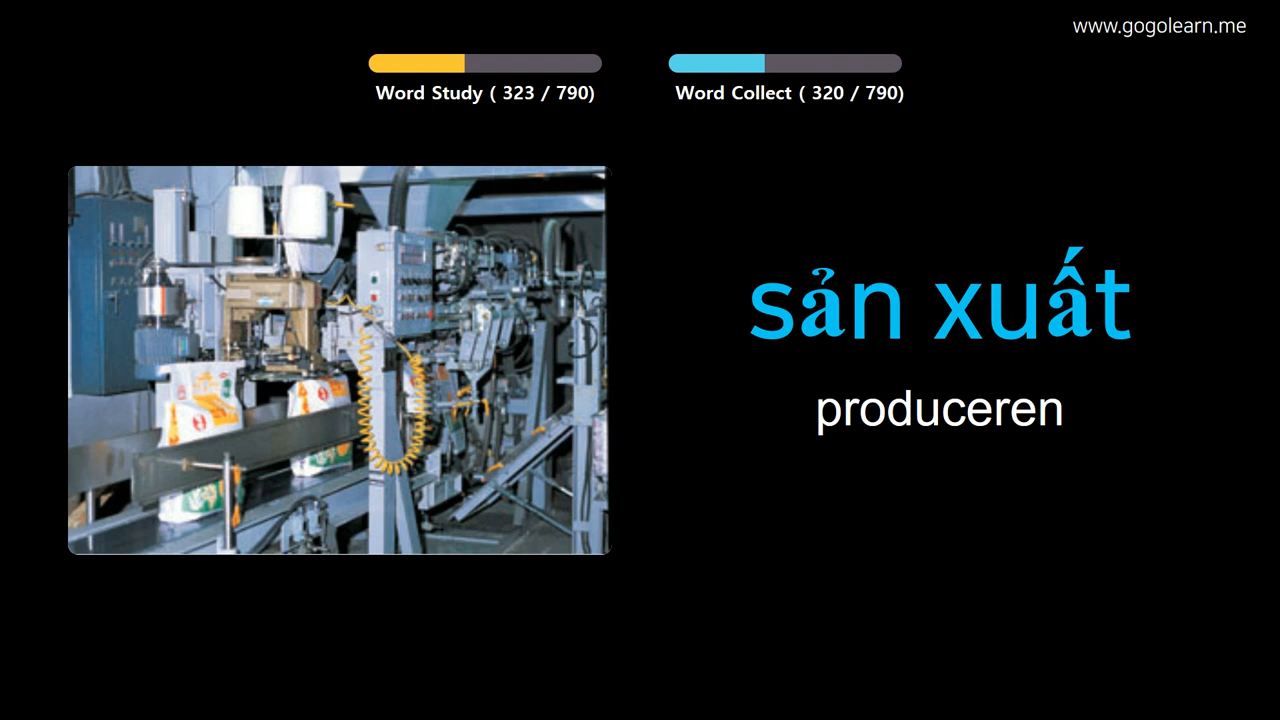 www.gogolearn.me
Word Study ( 323 / 790)
Word Collect ( 320 / 790)
sản xuất
produceren